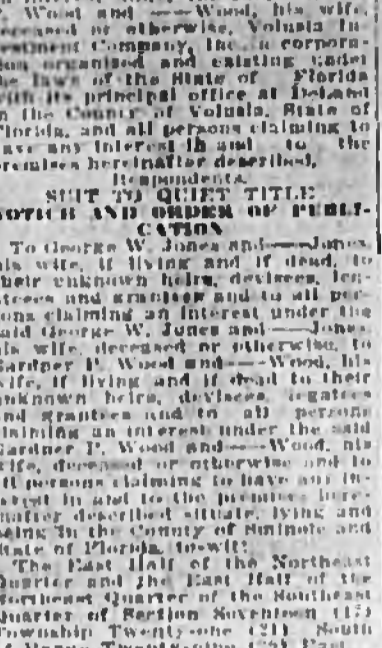 P. Wood and ——Wood, his wife,
deceased or otherwise, Volusia In-
vestment Company, Inc., a corpora-
tion organized and existing under
the laws of the State of Florida
with its principal office at DeLand
in the County of Volusia, State of
Florida, and all persons claiming to
have any interest in and to the
premises hereinafter described,
Respondents.
SUIT TO QUIET TITLE
NOTICE AND ORDER OF PUBLI-
CATION
To George W. Jones and——Jones,
his wife, if living and if dead, to
their unknown heirs, devisees, leg-
atees and grantees and to all per-
sons claiming an interest under the
said George W. Jones and——Jones,
his wife, deceased or otherwise, to
Gardner P. Wood and——Wood, his
wife, if living and if dead to their
unknown heirs, devisees, legatees
and grantees and to all persons
claiming an interest under the said
Gardner P. Wood and——Wood, his
wife, deceased or otherwise and to
all persons claiming to have any in-
terest in and to the premises here-
inafter described situate, lying and
being in the County of Seminole and
State of Florida, to-wit:
The East Half of the Northeast
Quarter and the East Half of the
Northeast Quarter of the Southeast
Quarter of Section Seventeen (17)
Township Twenty-one (21) South